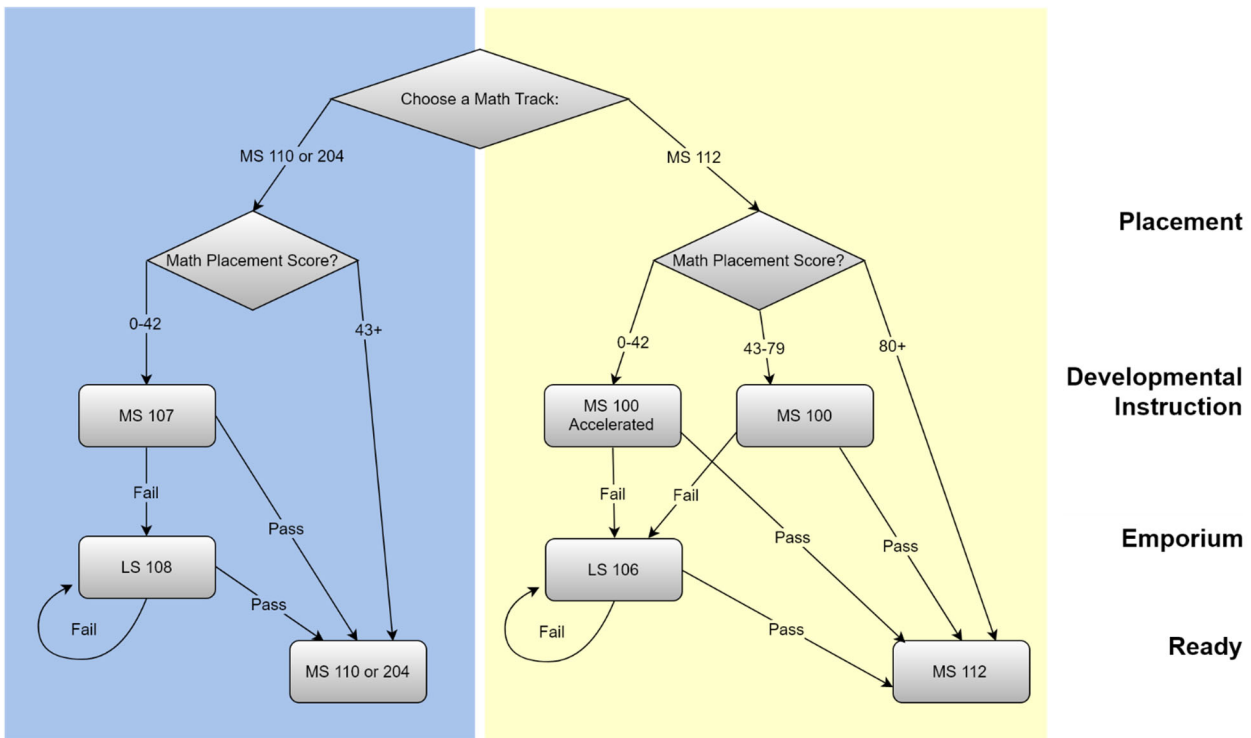 Choose a Math Track:
MS 110 or 204
MS 112
Placement
Math Placement Score?
Math Placement Score?
0-42
43+
0-42
43-79
80+
Developmental
Instruction
MS 107
MS 100
Accelerated
MS 100
Fail
Pass
Fail
Fail
Pass
Pass
Emporium
LS 108
LS 106
Pass
Fail
Pass
Fail
Ready
MS 110 or 204
MS 112